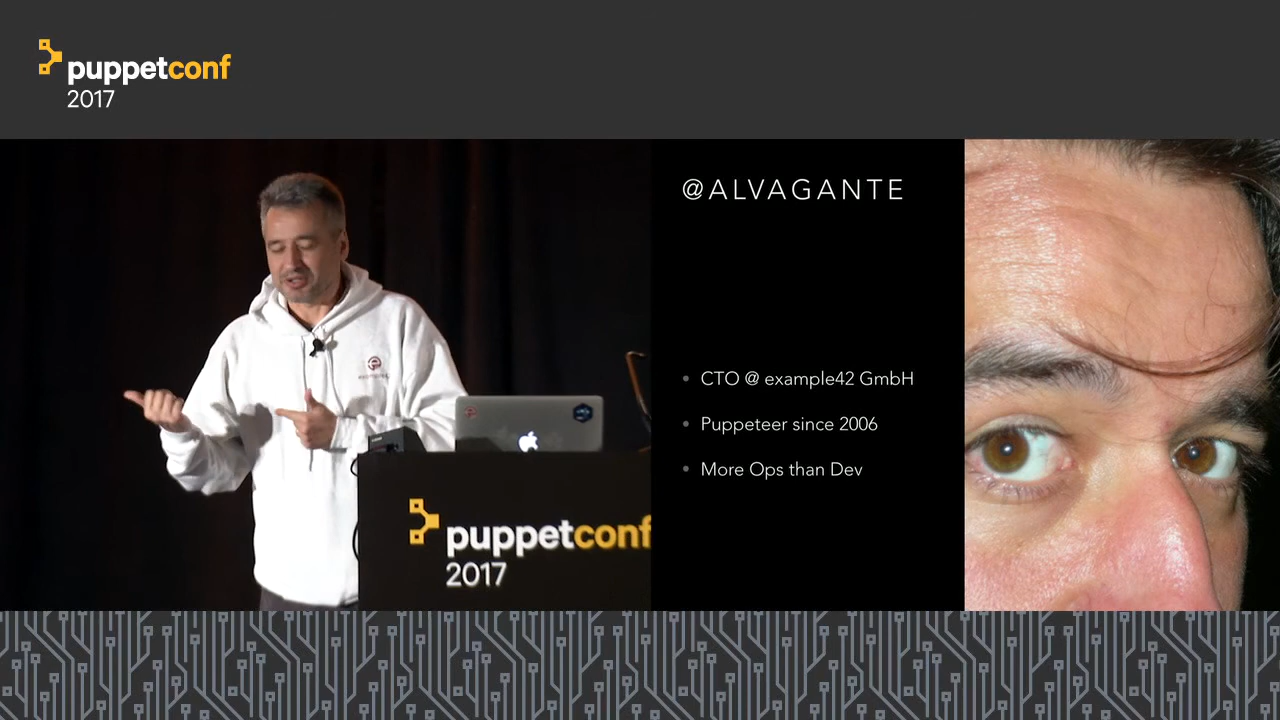 puppetconf
2017
@ALVAGANTE
• CTO @ example42 GmbH
• Puppeteer since 2006
• More Ops than Dev
puppetconf
2017